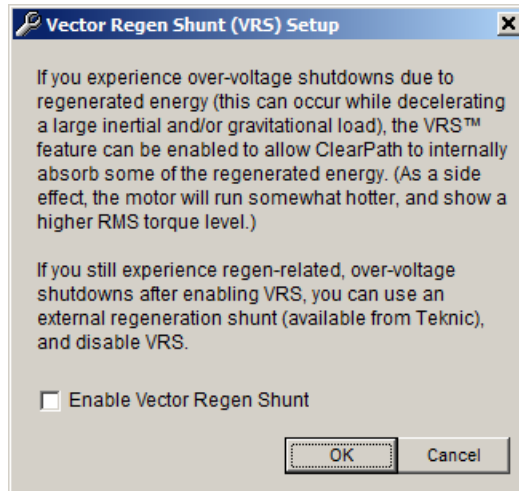 Vector Regen Shunt (VRS) Setup
If you experience over-voltage shutdowns due to
regenerated energy (this can occur while decelerating
a large inertial and/or gravitational load), the VRS™
feature can be enabled to allow ClearPath to internally
absorb some of the regenerated energy. (As a side
effect, the motor will run somewhat hotter, and show a
higher RMS torque level.)
If you still experience regen-related, over-voltage
shutdowns after enabling VRS, you can use an
external regeneration shunt (available from Teknic),
and disable VRS.
Enable Vector Regen Shunt
OK Cancel